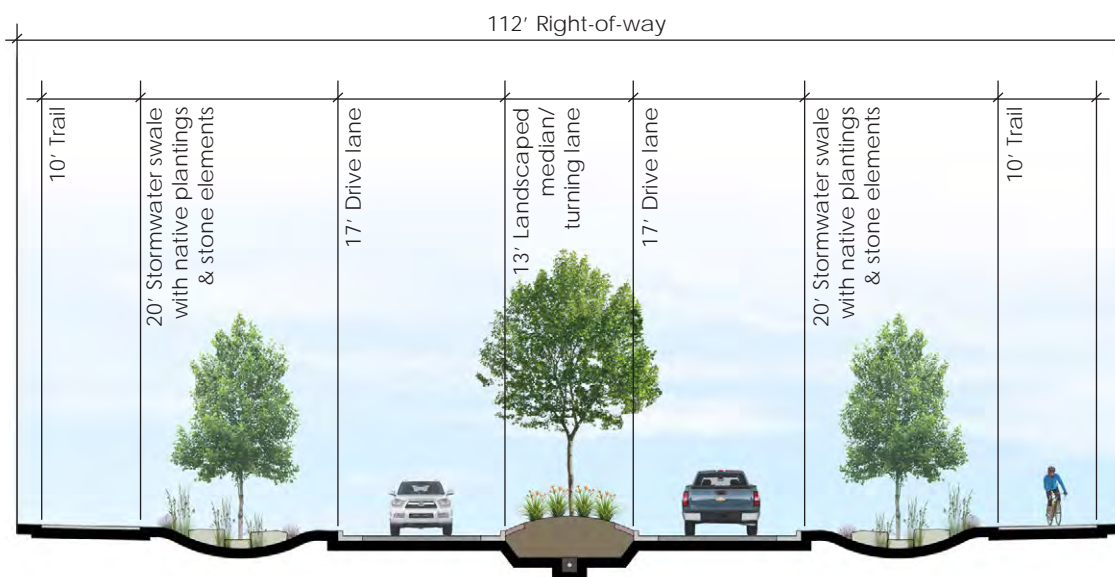 112' Right-of-way
10' Trail
20' Stormwater swale
with native plantings
& stone elements
17' Drive lane
13' Landscaped
median/
turning lane
17' Drive lane
20' Stormwater swale
with native plantings
& stone elements
10' Trail